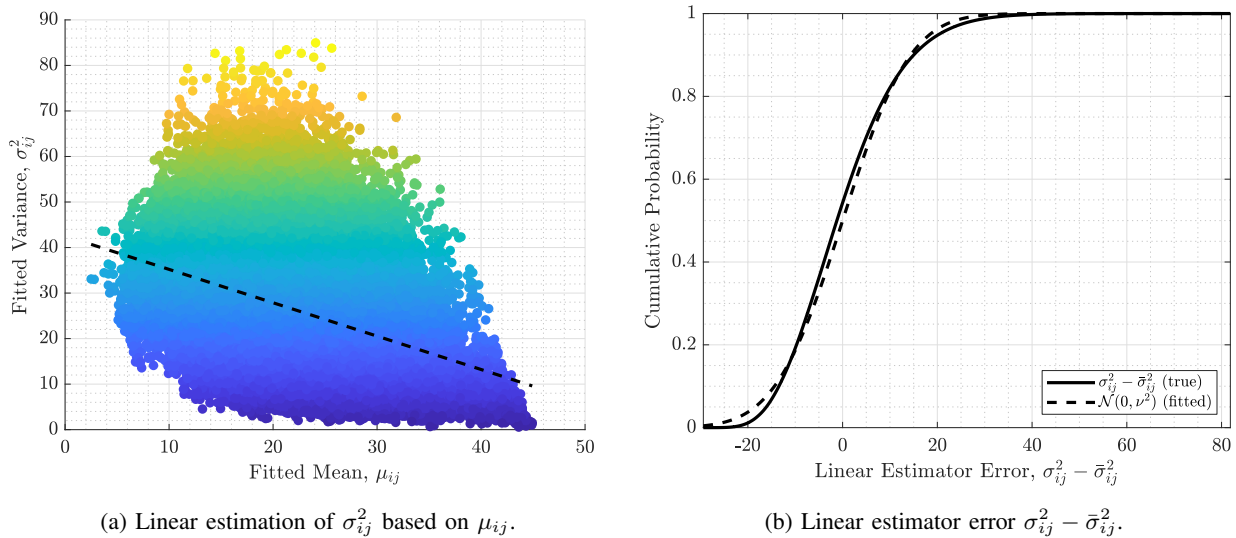 90
80
70
60
50
40
30
20
10
0
Fitted Variance, σ²ᵢⱼ
0 10 20 30 40 50
Fitted Mean, μᵢⱼ
(a) Linear estimation of σ²ᵢⱼ based on μᵢⱼ.
1
0.8
0.6
0.4
0.2
0
Cumulative Probability
σ²ᵢⱼ − σ̄²ᵢⱼ (true)
𝒩(0, ν²) (fitted)
-20 0 20 40 60 80
Linear Estimator Error, σ²ᵢⱼ − σ̄²ᵢⱼ
(b) Linear estimator error σ²ᵢⱼ − σ̄²ᵢⱼ.